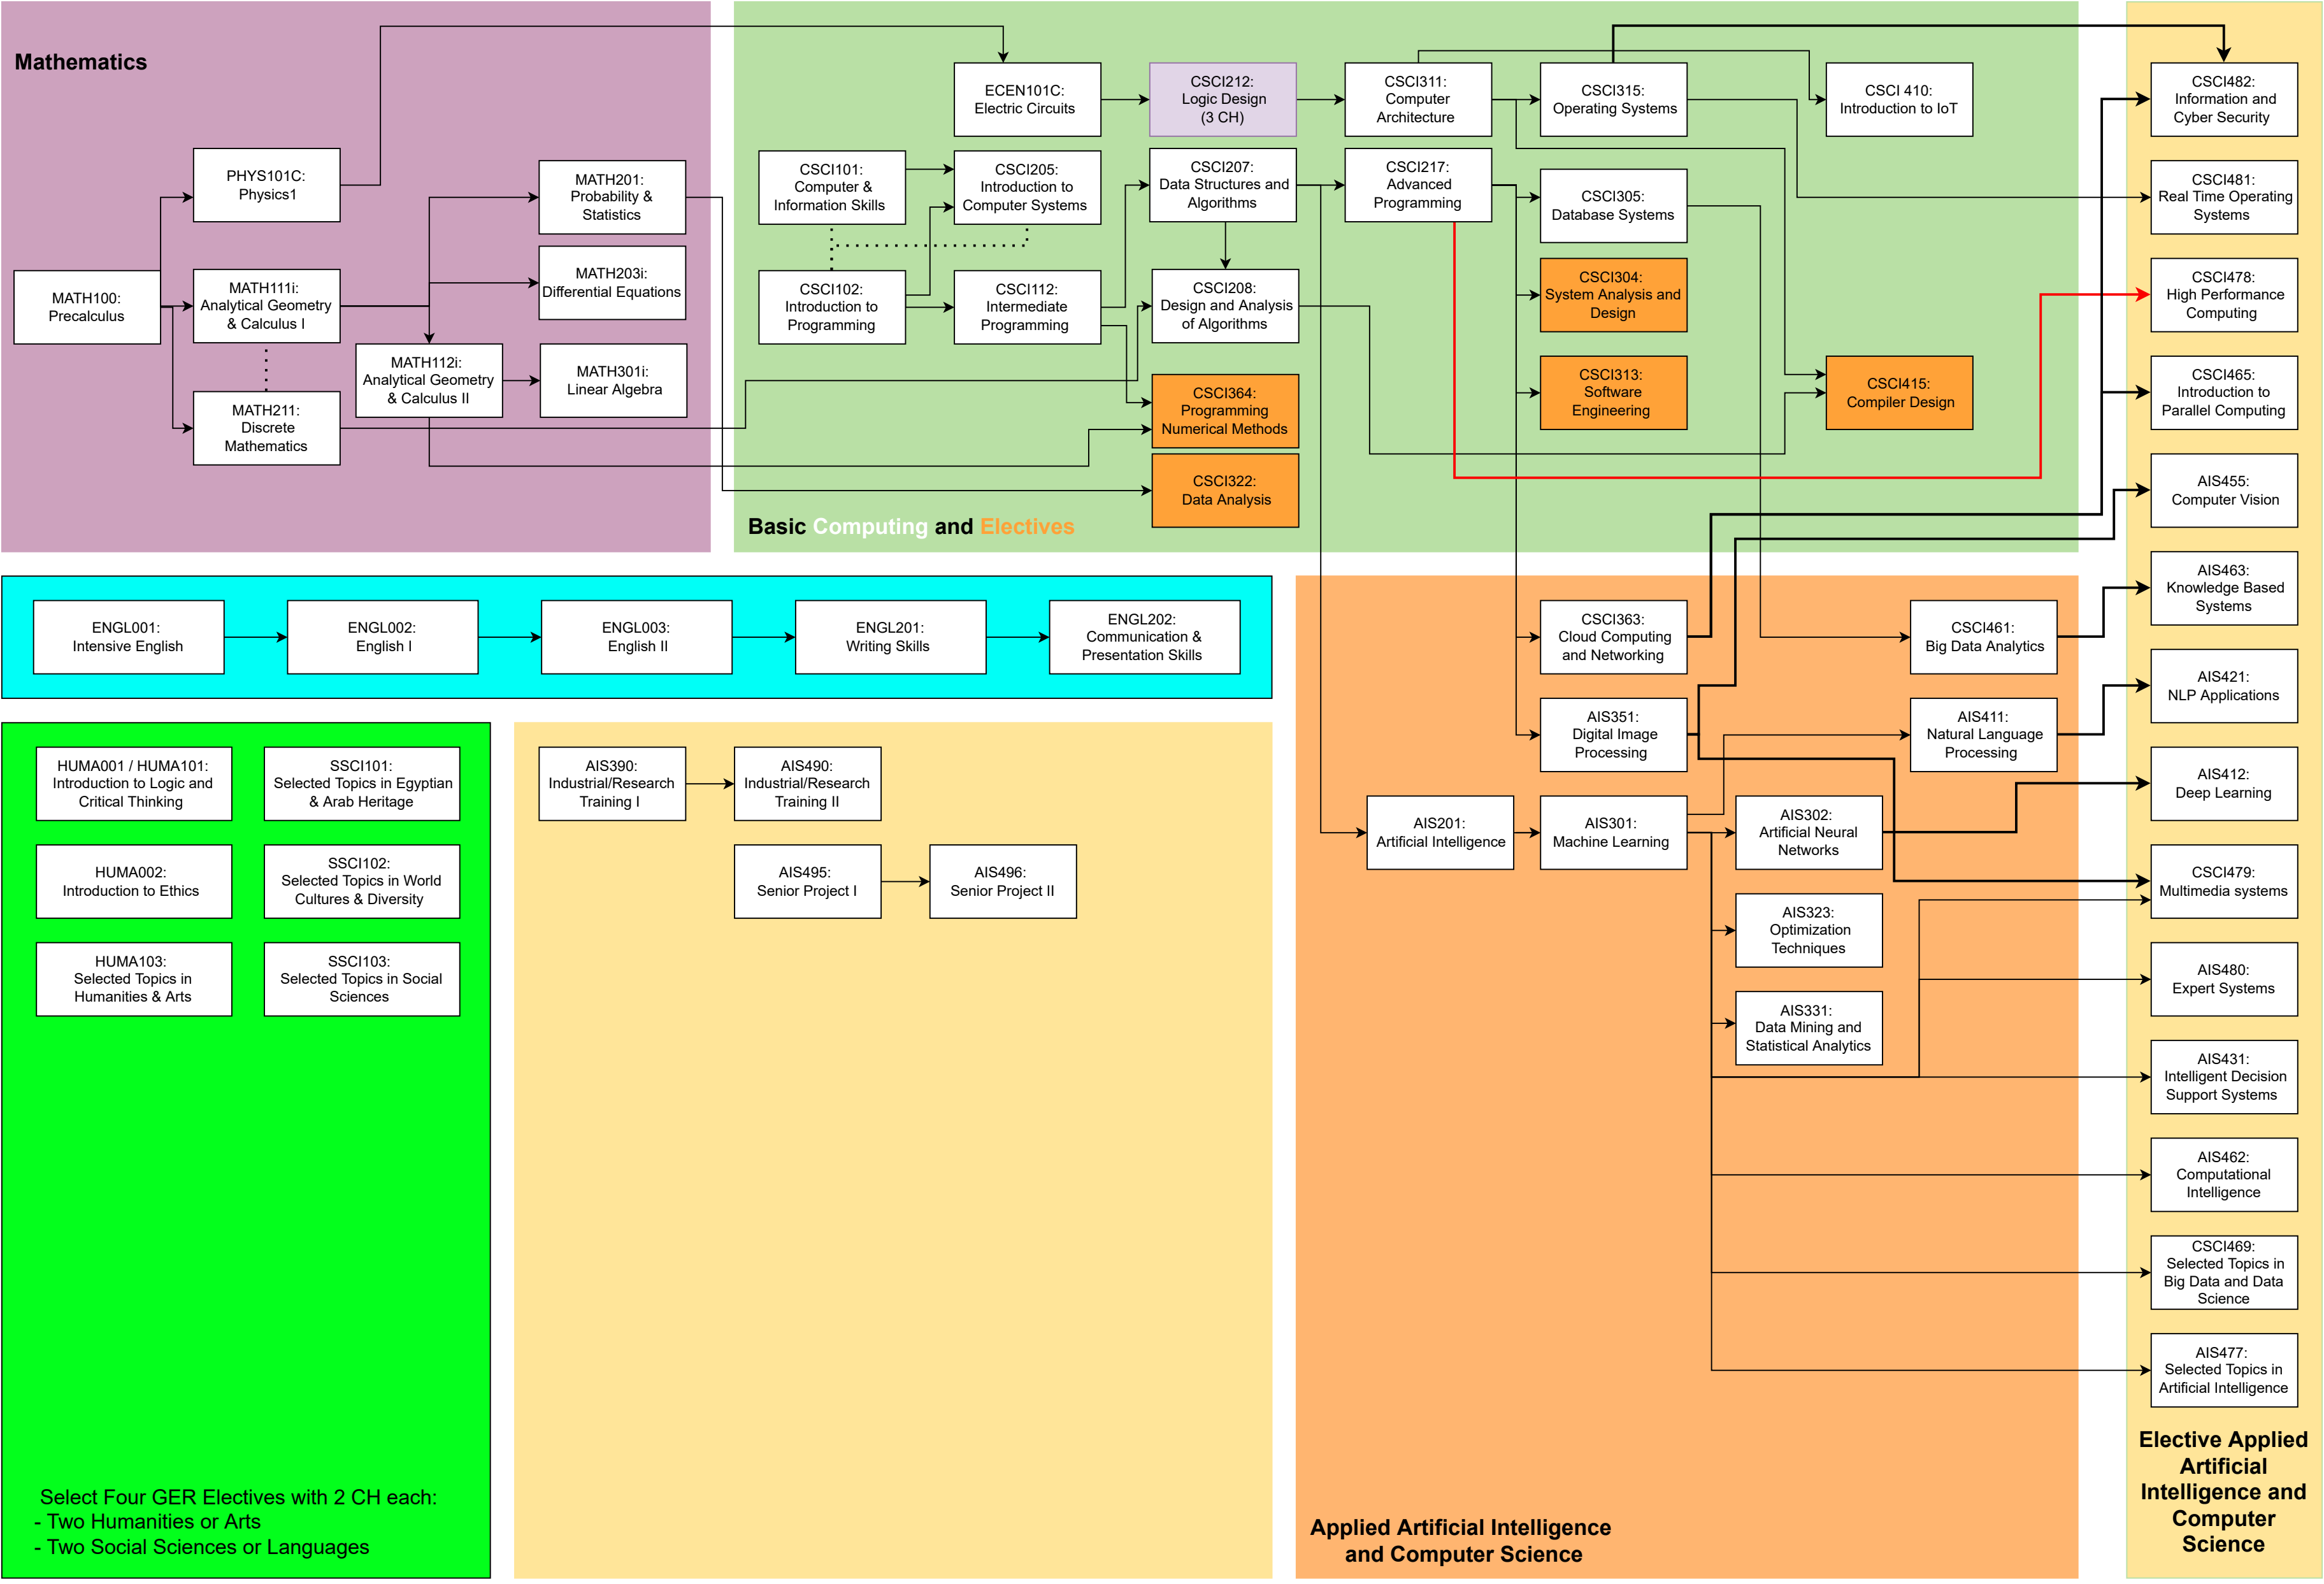 Mathematics
PHYS101C:
Physics1
MATH201:
Probability &
Statistics
MATH203i:
Differential Equations
MATH100:
Precalculus
MATH111i:
Analytical Geometry
& Calculus I
MATH112i:
Analytical Geometry
& Calculus II
MATH301i:
Linear Algebra
MATH211:
Discrete
Mathematics
ECEN101C:
Electric Circuits
CSCI212:
Logic Design
(3 CH)
CSCI311:
Computer
Architecture
CSCI315:
Operating Systems
CSCI 410:
Introduction to IoT
CSCI101:
Computer &
Information Skills
CSCI205:
Introduction to
Computer Systems
CSCI207:
Data Structures and
Algorithms
CSCI217:
Advanced
Programming
CSCI305:
Database Systems
CSCI102:
Introduction to
Programming
CSCI112:
Intermediate
Programming
CSCI208:
Design and Analysis
of Algorithms
CSCI304:
System Analysis and
Design
CSCI364:
Programming
Numerical Methods
CSCI313:
Software
Engineering
CSCI415:
Compiler Design
CSCI322:
Data Analysis
Basic Computing and Electives
ENGL001:
Intensive English
ENGL002:
English I
ENGL003:
English II
ENGL201:
Writing Skills
ENGL202:
Communication &
Presentation Skills
HUMA001 / HUMA101:
Introduction to Logic and
Critical Thinking
SSCI101:
Selected Topics in Egyptian
& Arab Heritage
HUMA002:
Introduction to Ethics
SSCI102:
Selected Topics in World
Cultures & Diversity
HUMA103:
Selected Topics in
Humanities & Arts
SSCI103:
Selected Topics in Social
Sciences
Select Four GER Electives with 2 CH each:
- Two Humanities or Arts
- Two Social Sciences or Languages
AIS390:
Industrial/Research
Training I
AIS490:
Industrial/Research
Training II
AIS495:
Senior Project I
AIS496:
Senior Project II
CSCI363:
Cloud Computing
and Networking
CSCI461:
Big Data Analytics
AIS351:
Digital Image
Processing
AIS411:
Natural Language
Processing
AIS201:
Artificial Intelligence
AIS301:
Machine Learning
AIS302:
Artificial Neural
Networks
AIS323:
Optimization
Techniques
AIS331:
Data Mining and
Statistical Analytics
Applied Artificial Intelligence
and Computer Science
CSCI482:
Information and
Cyber Security
CSCI481:
Real Time Operating
Systems
CSCI478:
High Performance
Computing
CSCI465:
Introduction to
Parallel Computing
AIS455:
Computer Vision
AIS463:
Knowledge Based
Systems
AIS421:
NLP Applications
AIS412:
Deep Learning
CSCI479:
Multimedia systems
AIS480:
Expert Systems
AIS431:
Intelligent Decision
Support Systems
AIS462:
Computational
Intelligence
CSCI469:
Selected Topics in
Big Data and Data
Science
AIS477:
Selected Topics in
Artificial Intelligence
Elective Applied
Artificial
Intelligence and
Computer
Science